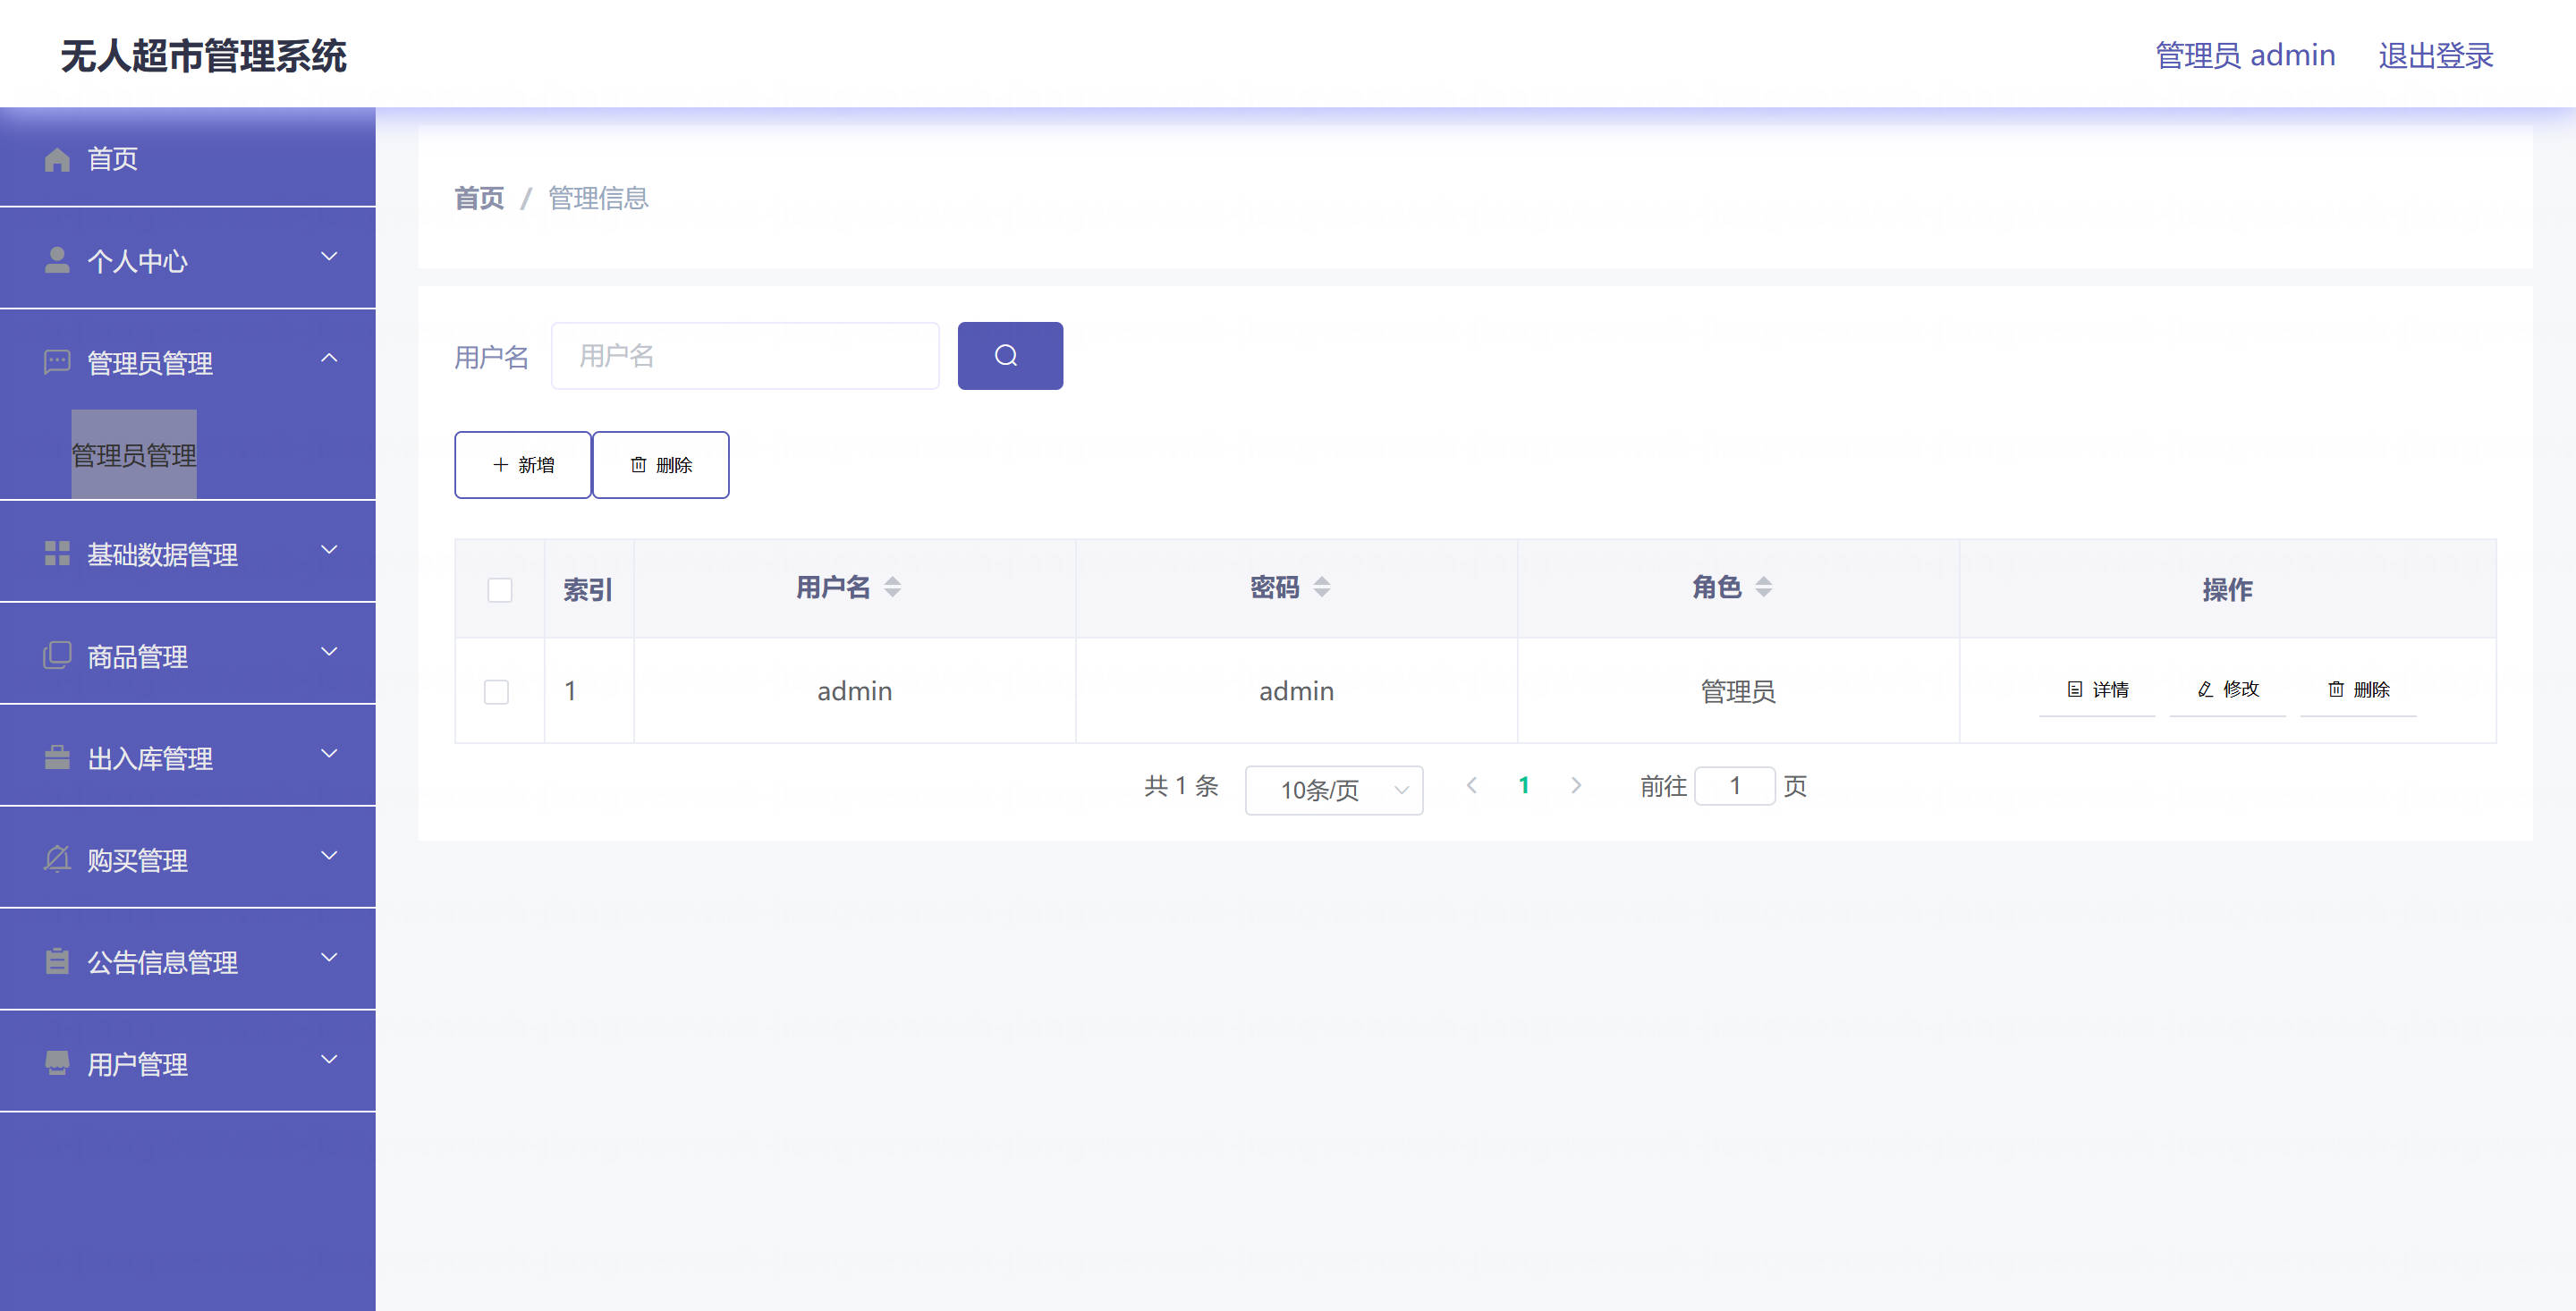 无人超市管理系统
管理员 admin 退出登录
首页
个人中心
管理员管理
管理员管理
基础数据管理
商品管理
出入库管理
购买管理
公告信息管理
用户管理
首页 / 管理信息
用户名 用户名
新增 删除
索引 用户名 密码 角色 操作
1 admin admin 管理员 详情 修改 删除
共 1 条 10条/页 1 前往 1 页